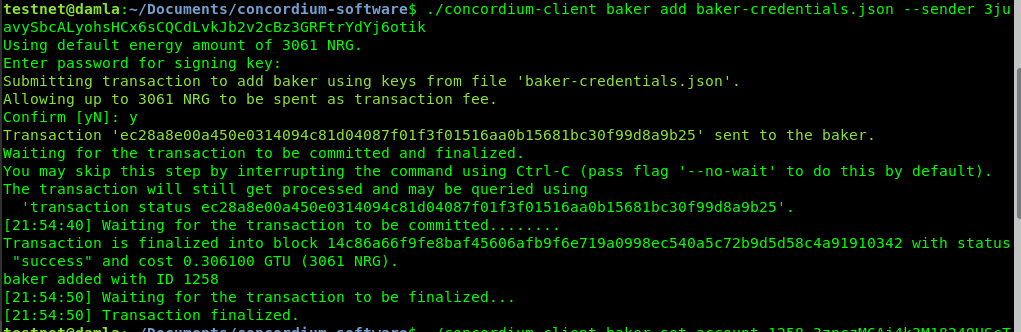 testnet@damla:~/Documents/concordium-software$ ./concordium-client baker add baker-credentials.json --sender 3ju
avySbcALyohsHCx6sCQCdLvkJb2v2cBz3GRFtrYdYj6otik
Using default energy amount of 3061 NRG.
Enter password for signing key:
Submitting transaction to add baker using keys from file 'baker-credentials.json'.
Allowing up to 3061 NRG to be spent as transaction fee.
Confirm [yN]: y
Transaction 'ec28a8e00a450e0314094c81d04087f01f3f01516aa0b15681bc30f99d8a9b25' sent to the baker.
Waiting for the transaction to be committed and finalized.
You may skip this step by interrupting the command using Ctrl-C (pass flag '--no-wait' to do this by default).
The transaction will still get processed and may be queried using
  'transaction status ec28a8e00a450e0314094c81d04087f01f3f01516aa0b15681bc30f99d8a9b25'.
[21:54:40] Waiting for the transaction to be committed........
Transaction is finalized into block 14c86a66f9fe8baf45606afb9f6e719a0998ec540a5c72b9d5d58c4a91910342 with status
 "success" and cost 0.306100 GTU (3061 NRG).
baker added with ID 1258
[21:54:50] Waiting for the transaction to be finalized...
[21:54:50] Transaction finalized.
testnet@damla:~/Documents/concordium-software$ ./concordium-client baker set-account 1258